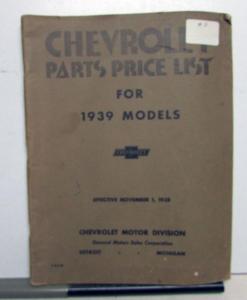 CHEVROLET
PARTS PRICE LIST
FOR
1939 MODELS
CHEVROLET
EFFECTIVE NOVEMBER 1, 1938
CHEVROLET MOTOR DIVISION
General Motors Sales Corporation
DETROIT - - MICHIGAN